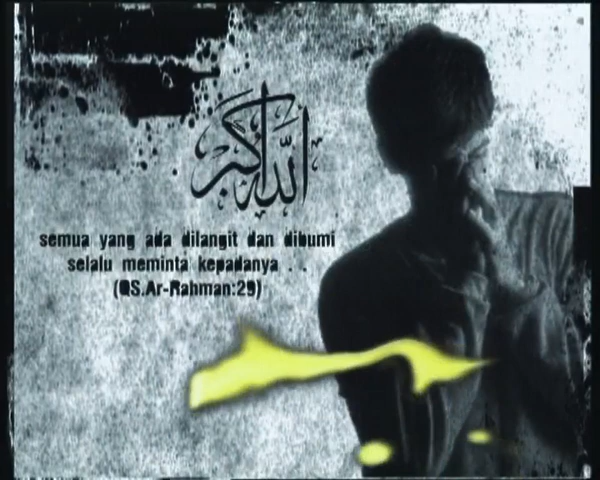 الله أكبر
semua yang ada dilangit dan dibumi
selalu meminta kepadanya . .
(QS.Ar-Rahman:29)